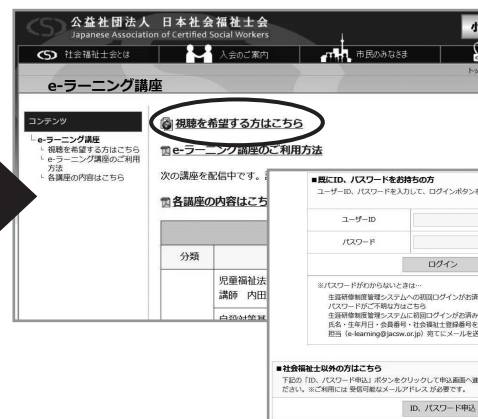 公益社団法人 日本社会福祉士会
Japanese Association of Certified Social Workers
社会福祉士会とは
入会のご案内
市民のみなさま
e-ラーニング講座
コンテンツ
e-ラーニング講座
視聴を希望する方はこちら
e-ラーニング講座のご利用
方法
各講座の内容はこちら
視聴を希望する方はこちら
e-ラーニング講座のご利用方法
次の講座を配信中です。
各講座の内容はこち
分類
児童福祉法
講師 内田
■既にID、パスワードをお持ちの方
ユーザーID、パスワードを入力して、ログインボタンを
ユーザーID
パスワード
ログイン
※パスワードがわからないときは…
生涯研修制度管理システムへの初回ログインがお済み
パスワードがご不明な方はこちら
生涯研修制度管理システムに初回ログインがお済み
氏名・生年月日・会員番号・社会福祉士登録番号を
担当(e-learning@jacsw.or.jp)宛てにメールを送
■社会福祉士以外の方はこちら
下記の「ID、パスワード申込」ボタンをクリックして申込画面へ進
ださい。※ご利用には 受信可能なメールアドレス が必要です。
ID、パスワード申込